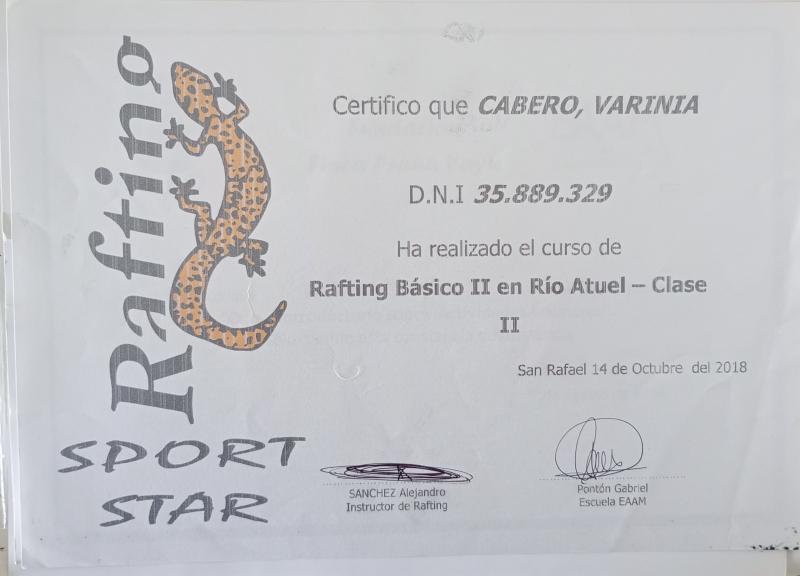 Rafting
SPORT
STAR
Certifico que CABERO, VARINIA
D.N.I 35.889.329
Ha realizado el curso de
Rafting Básico II en Río Atuel – Clase
II
San Rafael 14 de Octubre del 2018
SANCHEZ Alejandro
Instructor de Rafting
Pontón Gabriel
Escuela EAAM